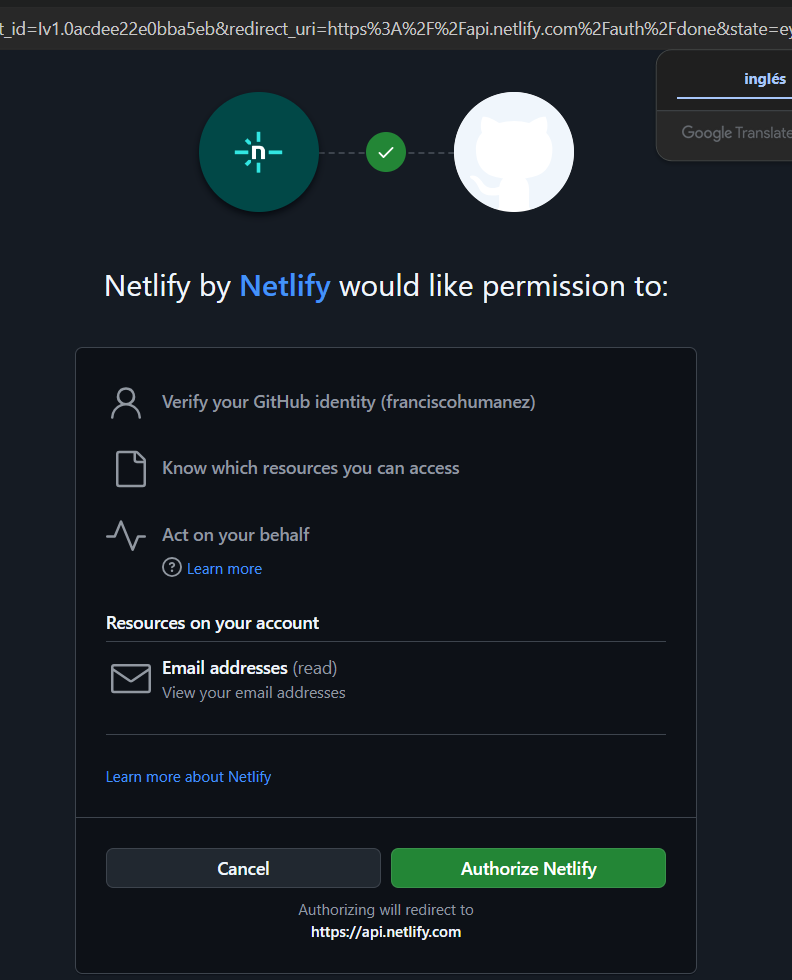 t_id=Iv1.0acdee22e0bba5eb&redirect_uri=https%3A%2F%2Fapi.netlify.com%2Fauth%2Fdone&state=ey
inglés
Google Translate
n
Netlify by Netlify would like permission to:
Verify your GitHub identity (franciscohumanez)
Know which resources you can access
Act on your behalf
? Learn more
Resources on your account
Email addresses (read)
View your email addresses
Learn more about Netlify
Cancel
Authorize Netlify
Authorizing will redirect to
https://api.netlify.com